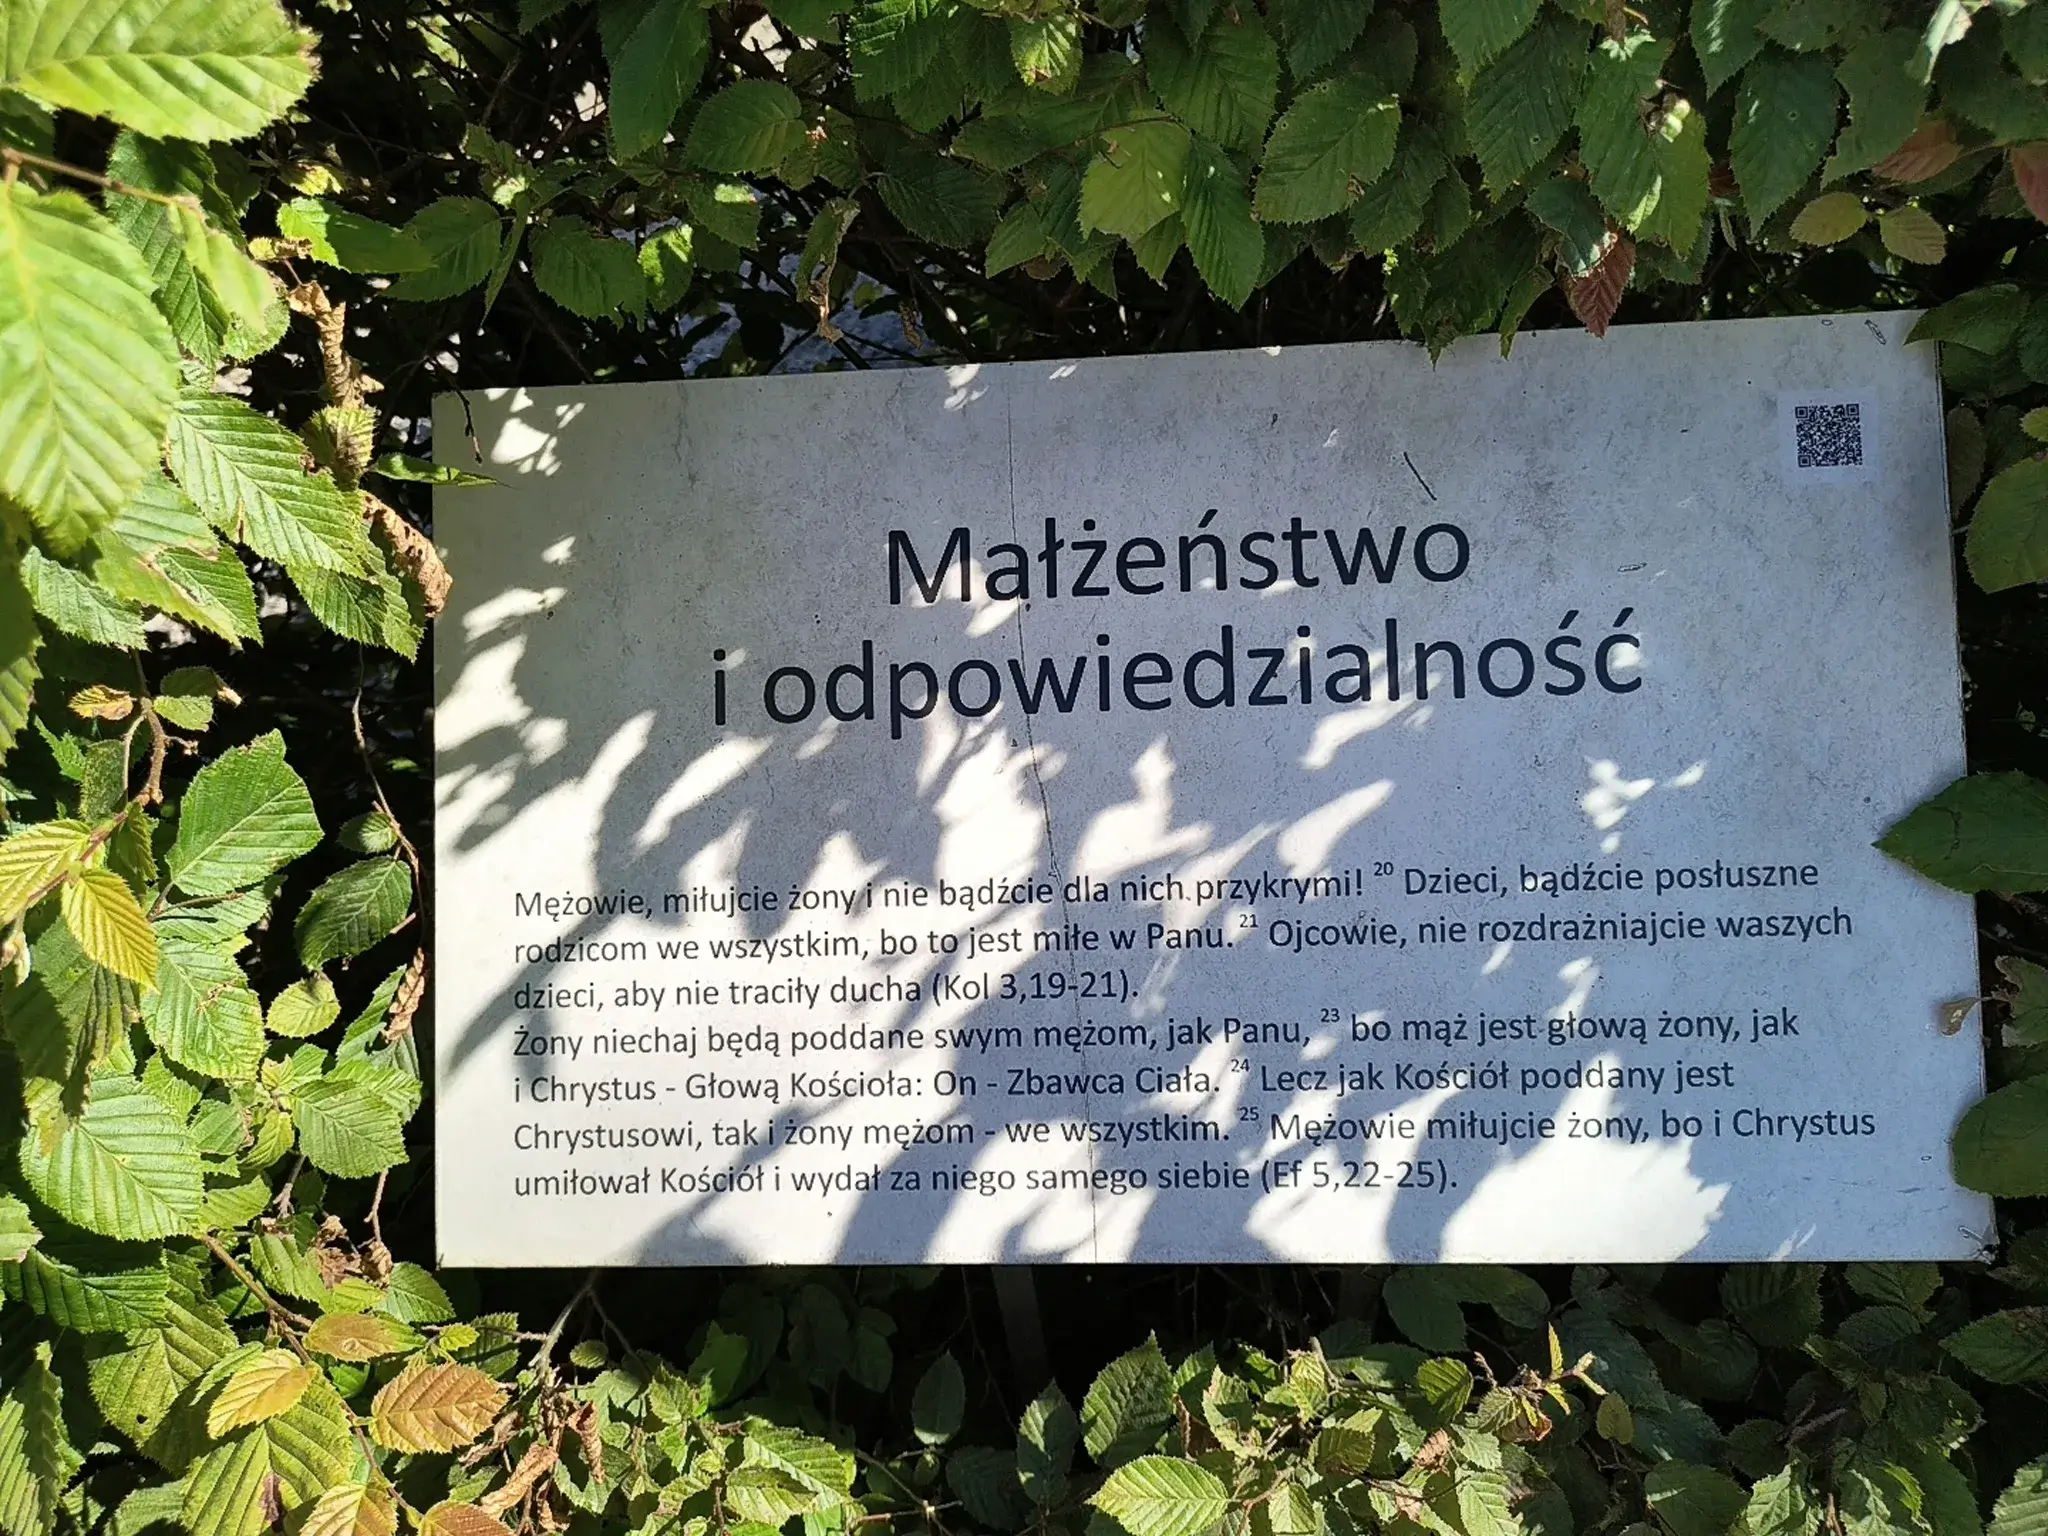 Małżeństwo
i odpowiedzialność
Mężowie, miłujcie żony i nie bądźcie dla nich przykrymi! 20 Dzieci, bądźcie posłuszne
rodzicom we wszystkim, bo to jest miłe w Panu. 21 Ojcowie, nie rozdrażniajcie waszych
dzieci, aby nie traciły ducha (Kol 3,19-21).
Żony niechaj będą poddane swym mężom, jak Panu, 23 bo mąż jest głową żony, jak
i Chrystus - Głową Kościoła: On - Zbawca Ciała. 24 Lecz jak Kościół poddany jest
Chrystusowi, tak i żony mężom - we wszystkim. 25 Mężowie miłujcie żony, bo i Chrystus
umiłował Kościół i wydał za niego samego siebie (Ef 5,22-25).